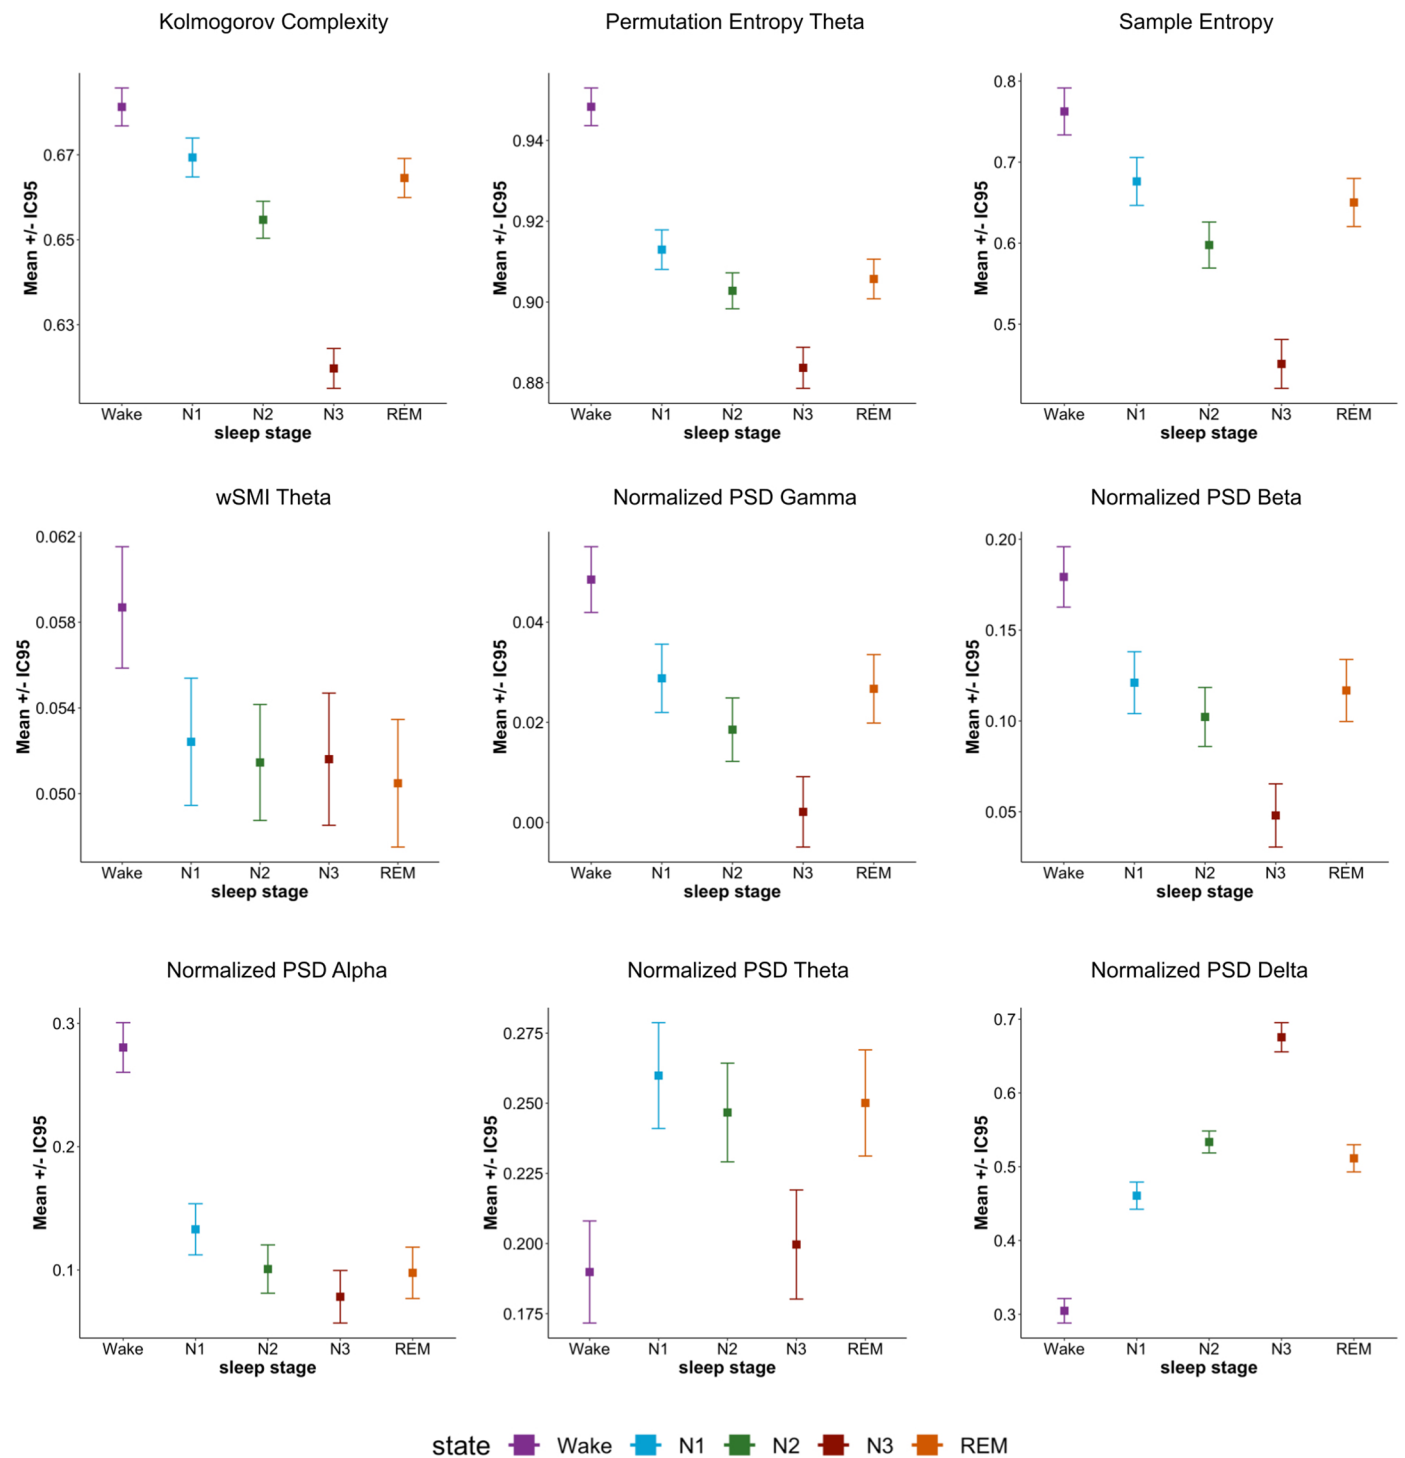 Kolmogorov Complexity
Mean +/- IC95
0.67
0.65
0.63
Wake N1 N2 N3 REM
sleep stage
Permutation Entropy Theta
Mean +/- IC95
0.94
0.92
0.90
0.88
Wake N1 N2 N3 REM
sleep stage
Sample Entropy
Mean +/- IC95
0.8
0.7
0.6
0.5
Wake N1 N2 N3 REM
sleep stage
wSMI Theta
Mean +/- IC95
0.062
0.058
0.054
0.050
Wake N1 N2 N3 REM
sleep stage
Normalized PSD Gamma
Mean +/- IC95
0.04
0.02
0.00
Wake N1 N2 N3 REM
sleep stage
Normalized PSD Beta
Mean +/- IC95
0.20
0.15
0.10
0.05
Wake N1 N2 N3 REM
sleep stage
Normalized PSD Alpha
Mean +/- IC95
0.3
0.2
0.1
Wake N1 N2 N3 REM
sleep stage
Normalized PSD Theta
Mean +/- IC95
0.275
0.250
0.225
0.200
0.175
Wake N1 N2 N3 REM
sleep stage
Normalized PSD Delta
Mean +/- IC95
0.7
0.6
0.5
0.4
0.3
Wake N1 N2 N3 REM
sleep stage
state Wake N1 N2 N3 REM